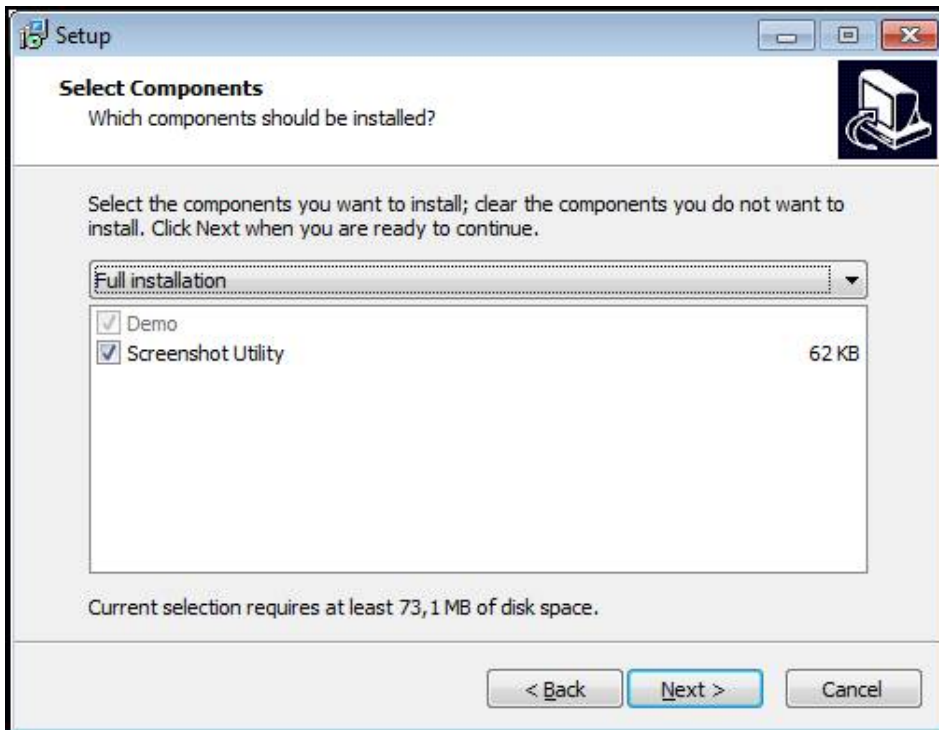 Setup
Select Components
Which components should be installed?
Select the components you want to install; clear the components you do not want to
install. Click Next when you are ready to continue.
Full installation
Demo
Screenshot Utility 62 KB
Current selection requires at least 73,1 MB of disk space.
< Back Next > Cancel